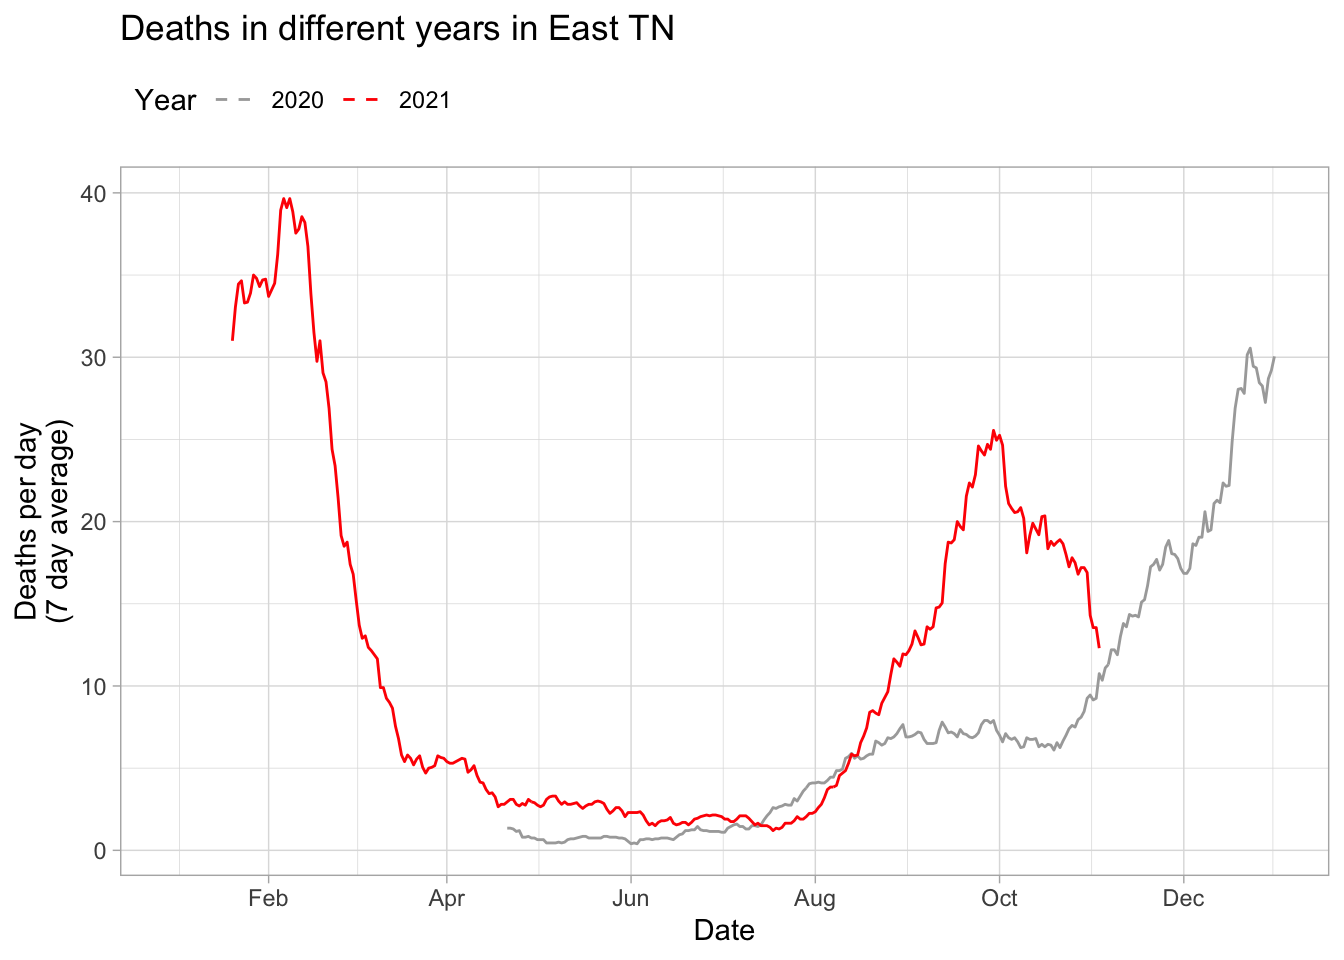 Deaths in different years in East TN
Year 2020 2021
40
30
20
10
0
Deaths per day
(7 day average)
Feb Apr Jun Aug Oct Dec
Date